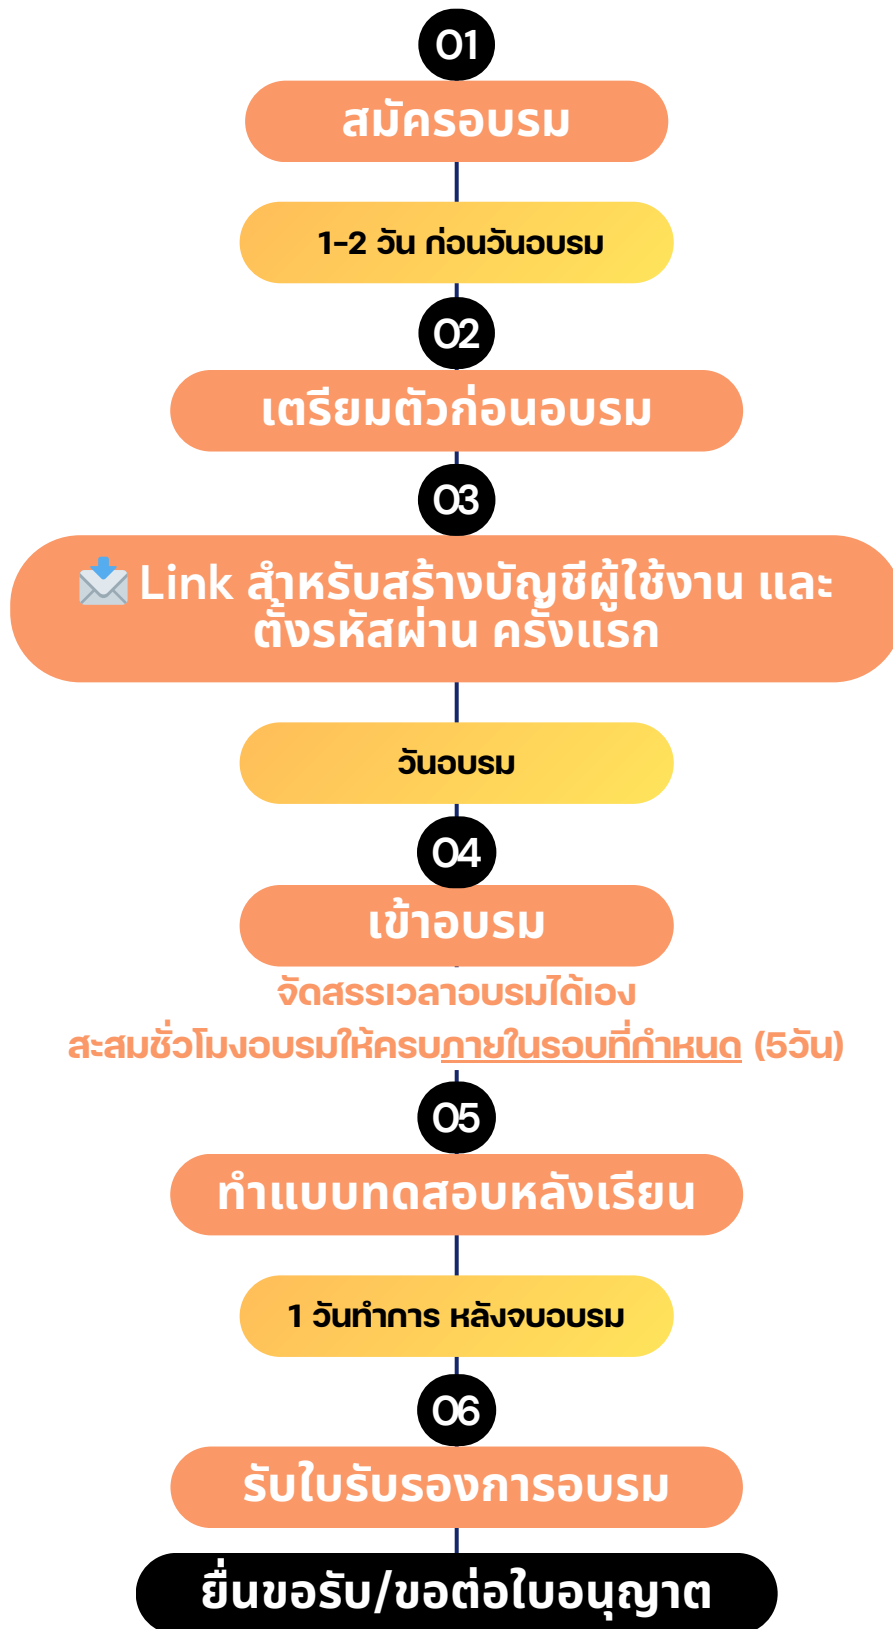 01
สมัครอบรม
1-2 วัน ก่อนวันอบรม
02
เตรียมตัวก่อนอบรม
03
Link สำหรับสร้างบัญชีผู้ใช้งาน และ
ตั้งรหัสผ่าน ครั้งแรก
วันอบรม
04
เข้าอบรม
จัดสรรเวลาอบรมได้เอง
สะสมชั่วโมงอบรมให้ครบภายในรอบที่กำหนด (5วัน)
05
ทำแบบทดสอบหลังเรียน
1 วันทำการ หลังจบอบรม
06
รับใบรับรองการอบรม
ยื่นขอรับ/ขอต่อใบอนุญาต